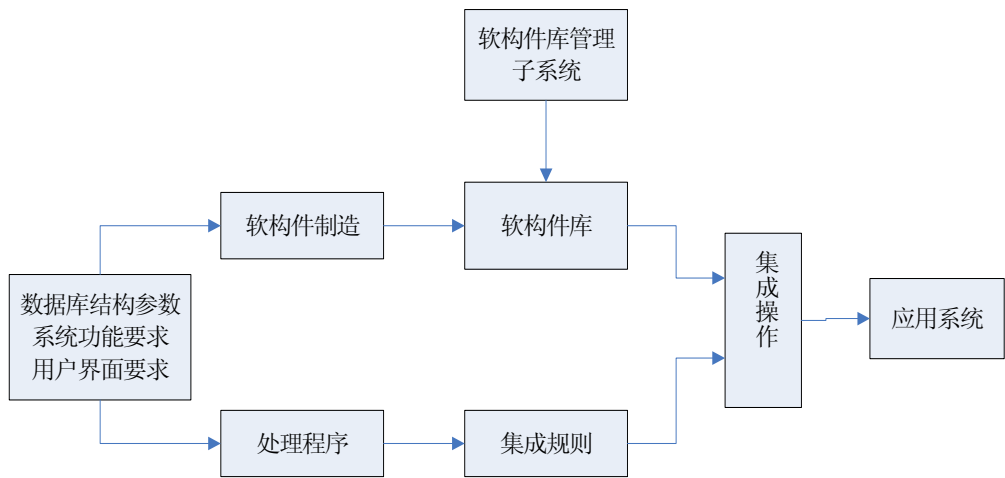 软构件库管理
子系统
软构件制造
软构件库
数据库结构参数
系统功能要求
用户界面要求
集成操作
应用系统
处理程序
集成规则